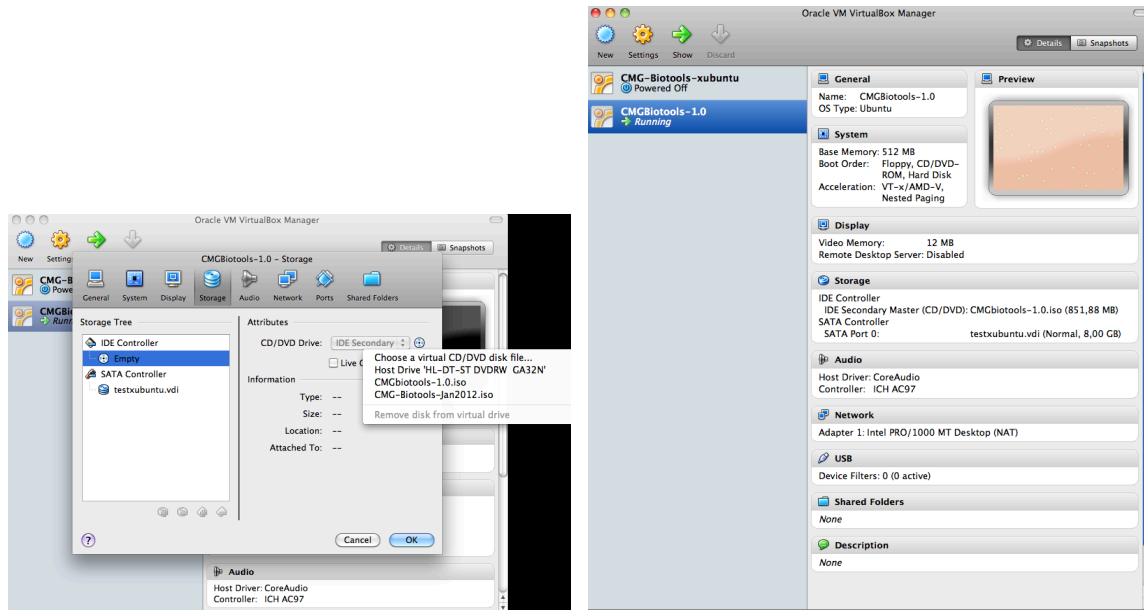 Oracle VM VirtualBox Manager
New
Settings
Details
Snapshots
CMG-B
Powe
CMGBi
Runn
CMGBiotools-1.0 - Storage
General
System
Display
Storage
Audio
Network
Ports
Shared Folders
Storage Tree
IDE Controller
Empty
SATA Controller
testxubuntu.vdi
Attributes
CD/DVD Drive:
IDE Secondary
Live C
Information
Type: --
Size: --
Location: --
Attached To: --
Choose a virtual CD/DVD disk file...
Host Drive 'HL-DT-ST DVDRW GA32N'
CMGbiotools-1.0.iso
CMG-Biotools-Jan2012.iso
Remove disk from virtual drive
?
Cancel
OK
Audio
Host Driver: CoreAudio
Controller: ICH AC97
Oracle VM VirtualBox Manager
New
Settings
Show
Discard
Details
Snapshots
CMG-Biotools-xubuntu
Powered Off
CMGBiotools-1.0
Running
General
Name: CMGBiotools-1.0
OS Type: Ubuntu
Preview
System
Base Memory: 512 MB
Boot Order: Floppy, CD/DVD-
ROM, Hard Disk
Acceleration: VT-x/AMD-V,
Nested Paging
Display
Video Memory: 12 MB
Remote Desktop Server: Disabled
Storage
IDE Controller
IDE Secondary Master (CD/DVD): CMGbiotools-1.0.iso (851,88 MB)
SATA Controller
SATA Port 0: testxubuntu.vdi (Normal, 8,00 GB)
Audio
Host Driver: CoreAudio
Controller: ICH AC97
Network
Adapter 1: Intel PRO/1000 MT Desktop (NAT)
USB
Device Filters: 0 (0 active)
Shared Folders
None
Description
None